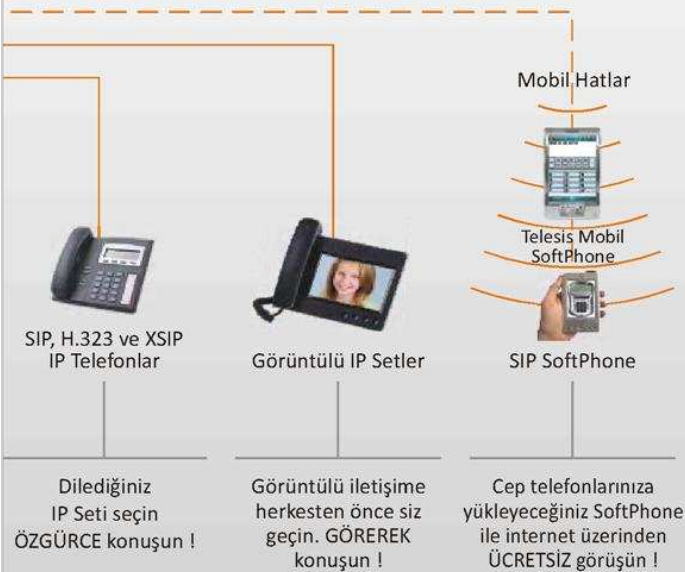 Mobil Hatlar
Telesis Mobil
SoftPhone
SIP, H.323 ve XSIP
IP Telefonlar
Görüntülü IP Setler
SIP SoftPhone
Dilediğiniz
IP Seti seçin
ÖZGÜRCE konuşun !
Görüntülü iletişime
herkesten önce siz
geçin. GÖREREK
konuşun !
Cep telefonlarınıza
yükleyeceğiniz SoftPhone
ile internet üzerinden
ÜCRETSİZ görüşün !